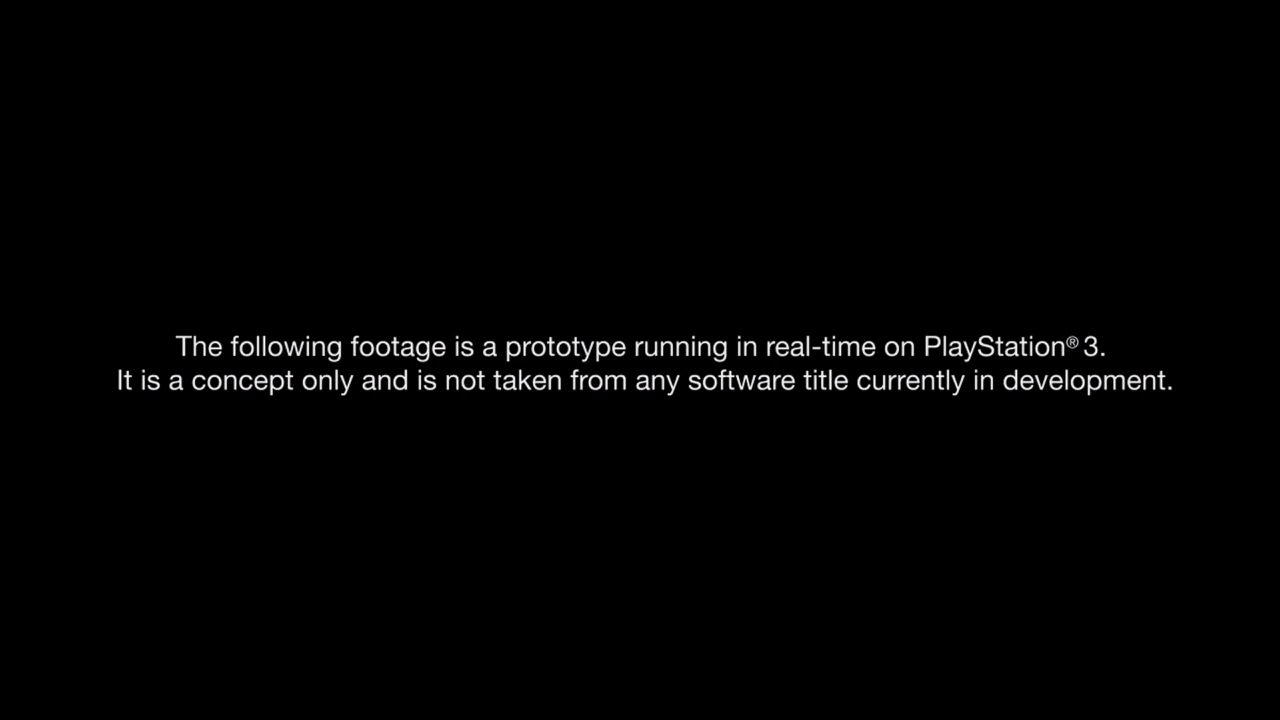 The following footage is a prototype running in real-time on PlayStation®3.
It is a concept only and is not taken from any software title currently in development.